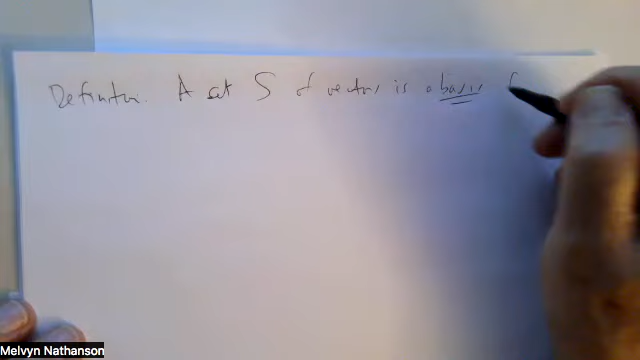 Definition. A set S of vectors is a basis f
Melvyn Nathanson